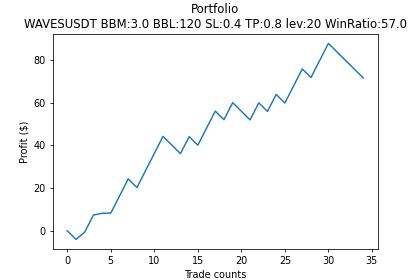 Portfolio
WAVESUSDT BBM:3.0 BBL:120 SL:0.4 TP:0.8 lev:20 WinRatio:57.0
Profit ($)
80
60
40
20
0
0 5 10 15 20 25 30 35
Trade counts